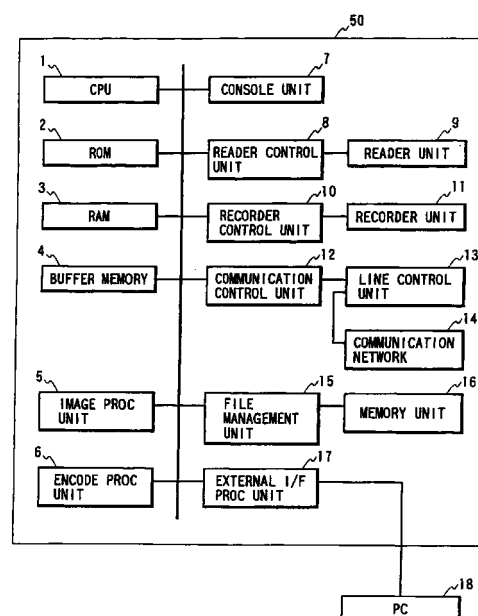 50
1
CPU
7
CONSOLE UNIT
2
ROM
8
READER CONTROL
UNIT
9
READER UNIT
3
RAM
10
RECORDER
CONTROL UNIT
11
RECORDER UNIT
4
BUFFER MEMORY
12
COMMUNICATION
CONTROL UNIT
13
LINE CONTROL
UNIT
14
COMMUNICATION
NETWORK
5
IMAGE PROC
UNIT
15
FILE
MANAGEMENT
UNIT
16
MEMORY UNIT
6
ENCODE PROC
UNIT
17
EXTERNAL I/F
PROC UNIT
18
PC